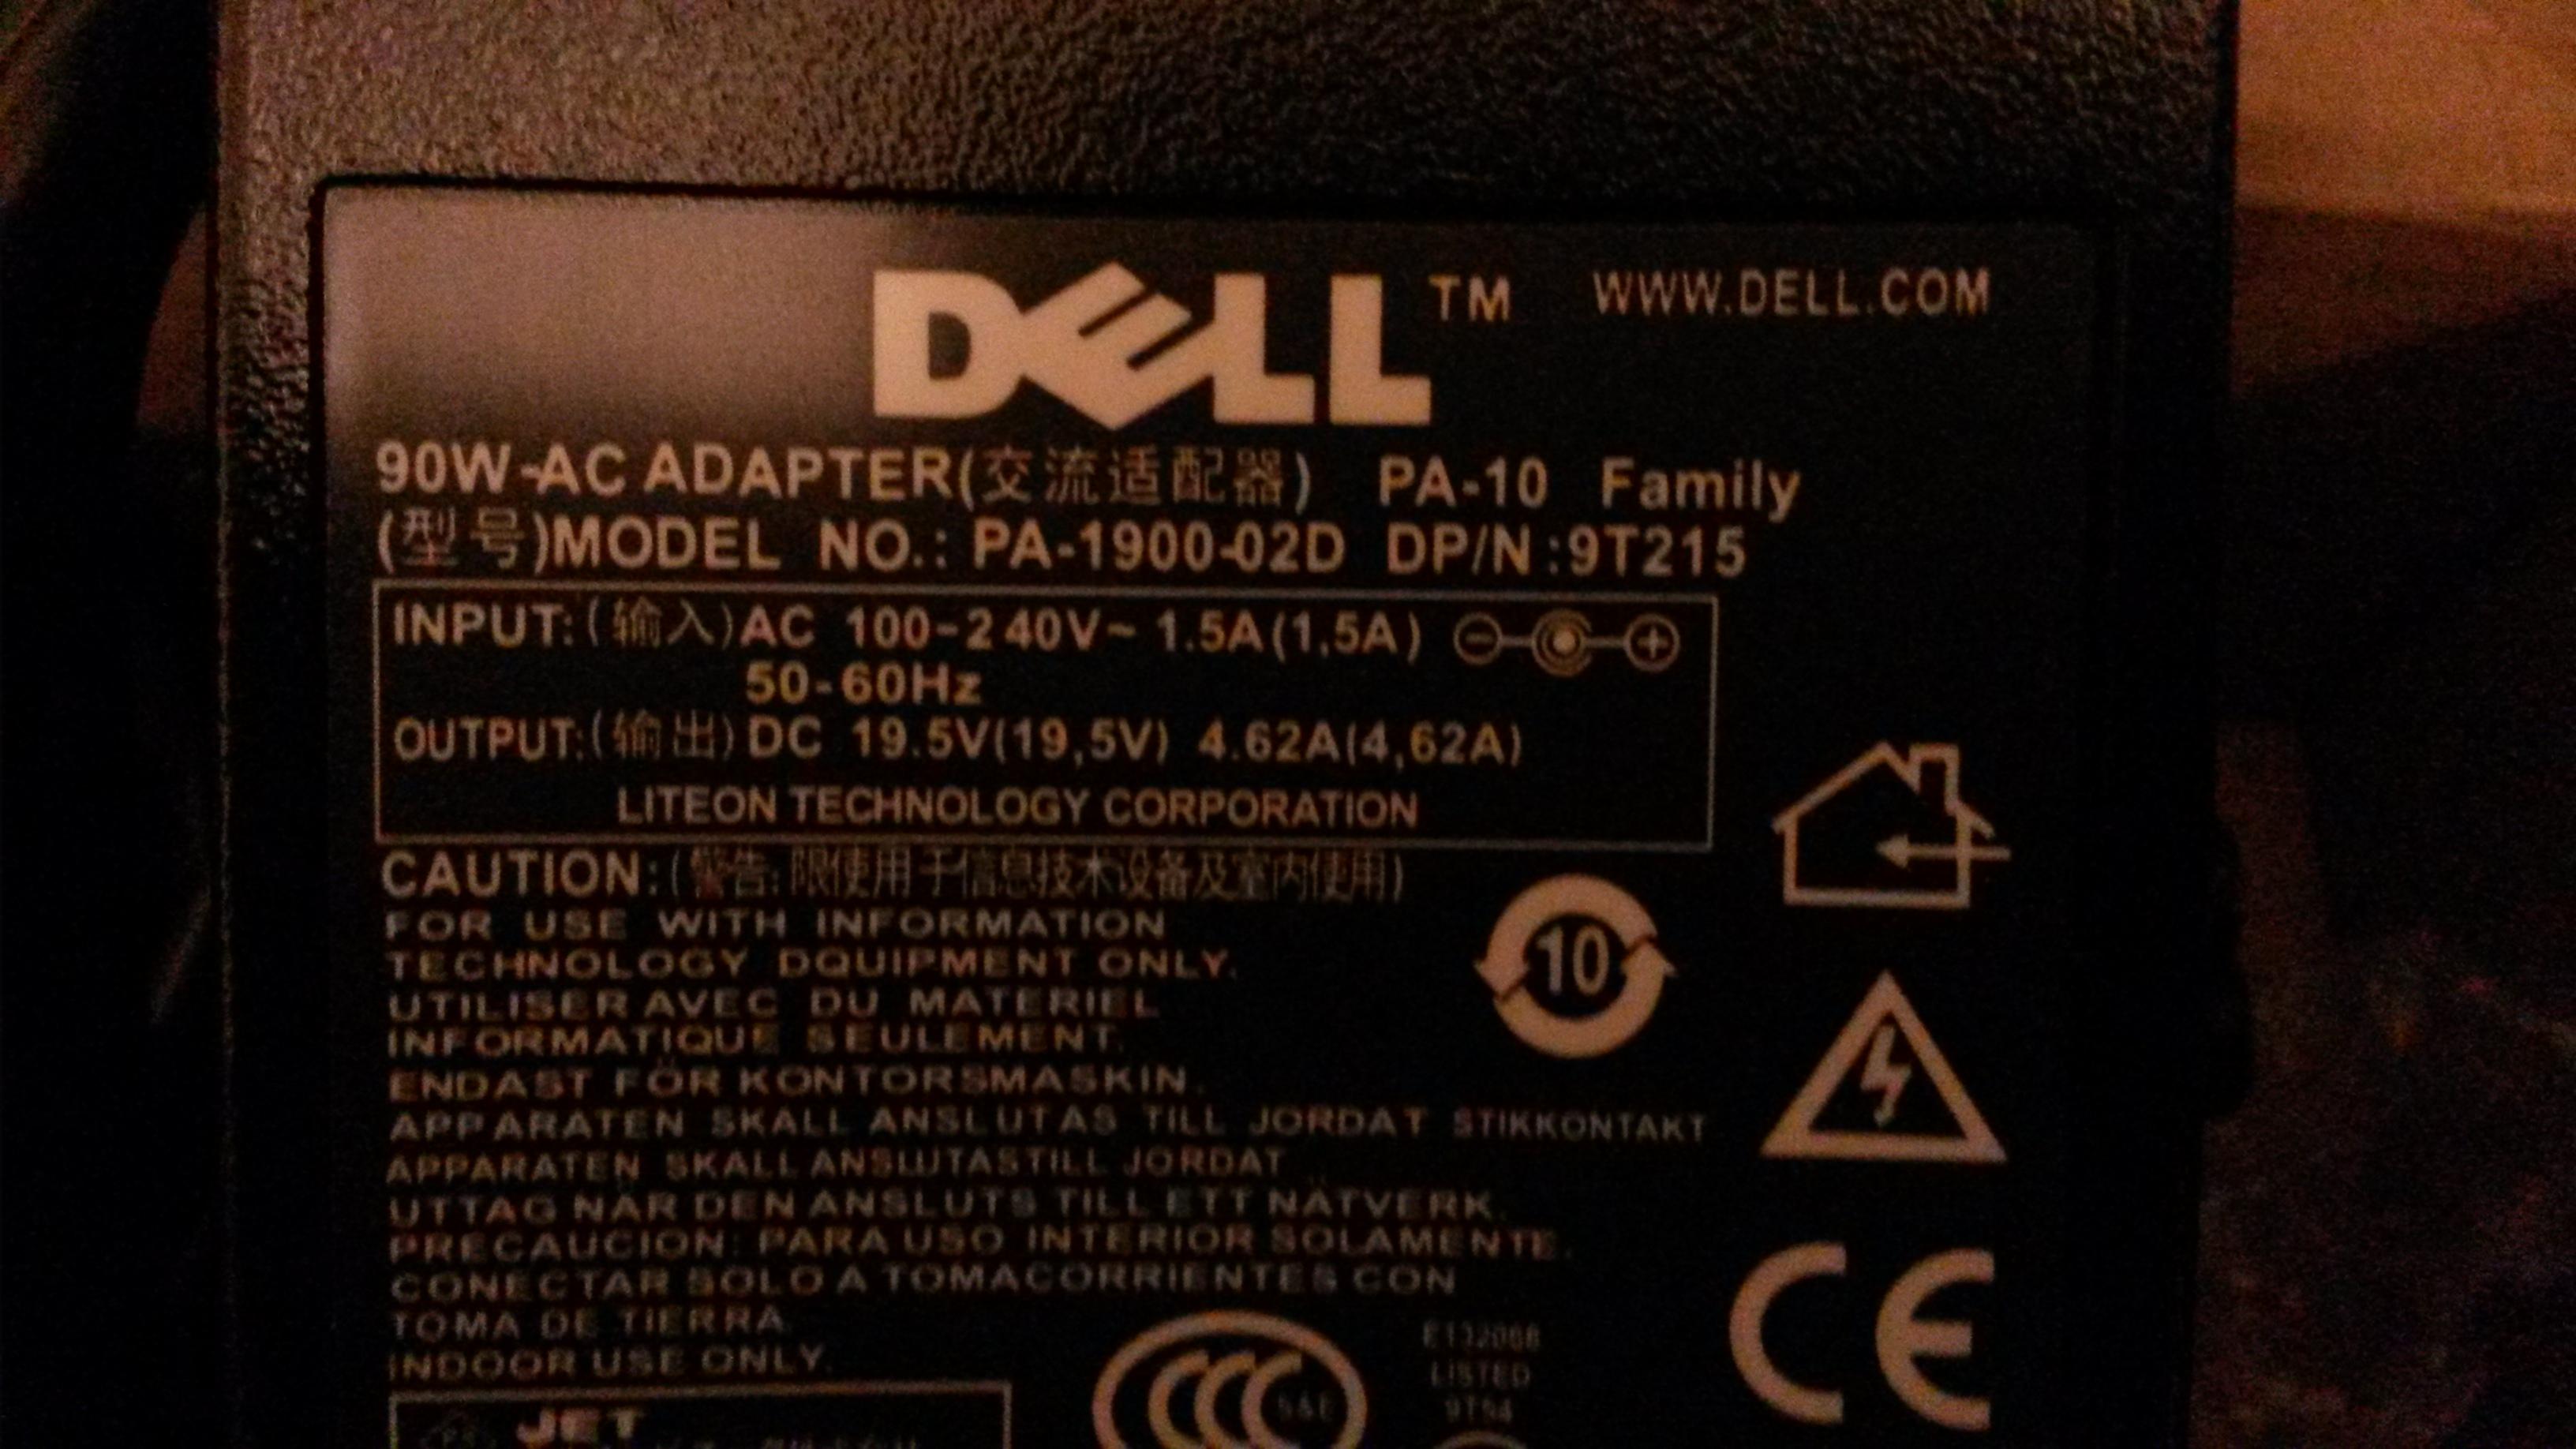 DELL™ WWW.DELL.COM
90W-AC ADAPTER(交流适配器) PA-10 Family
(型号)MODEL NO.: PA-1900-02D DP/N:9T215
INPUT:(输入)AC 100-240V~ 1.5A(1,5A)
50-60Hz
OUTPUT:(输出)DC 19.5V(19,5V) 4.62A(4,62A)
LITEON TECHNOLOGY CORPORATION
CAUTION:(警告:限使用于信息技术设备及室内使用)
FOR USE WITH INFORMATION
TECHNOLOGY DQUIPMENT ONLY.
UTILISER AVEC DU MATERIEL
INFORMATIQUE SEULEMENT.
ENDAST FÖR KONTORSMASKIN.
APPARATEN SKALL ANSLUTAS TILL JORDAT STIKKONTAKT
APPARATEN SKALL ANSLUTASTILL JORDAT
UTTAG NÄR DEN ANSLUTS TILL ETT NÄTVERK.
PRECAUCION: PARA USO INTERIOR SOLAMENTE.
CONECTAR SOLO A TOMACORRIENTES CON
TOMA DE TIERRA
INDOOR USE ONLY.
10
CE
CCC S&E
E132068
LISTED
9T54
JET